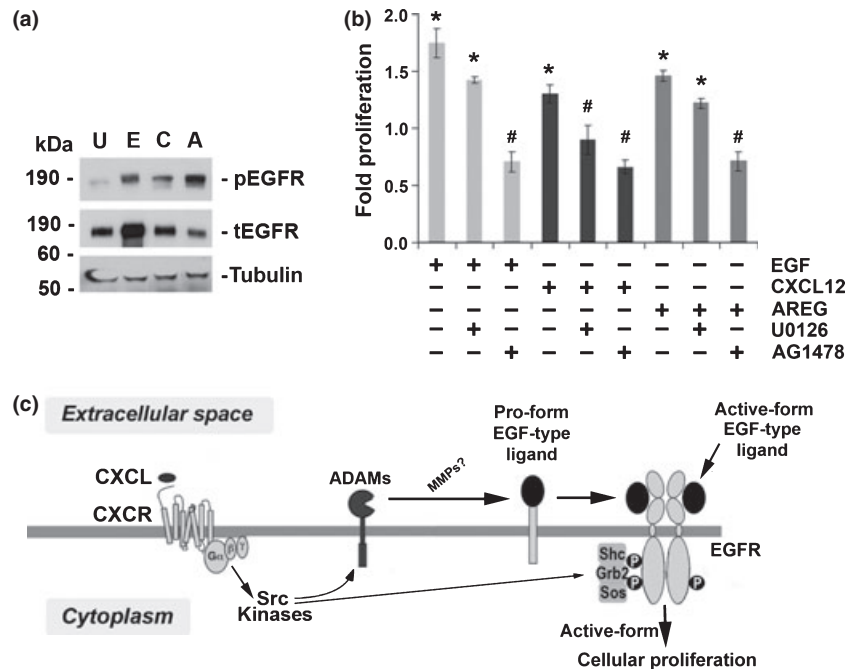 (a)
kDa U E C A
190 - - pEGFR
190 - - tEGFR
60 -
50 - -Tubulin
(b)
Fold proliferation
2.0
1.5
1.0
0.5
0.0
* * # * # # * * #
+ + + – – – – – – EGF
– – – + + + – – – CXCL12
– – – – – – + + + AREG
– + – – + – – + – U0126
– – + – – + – – + AG1478
(c)
Extracellular space
CXCL
CXCR
Gα β γ
Src
Kinases
ADAMs
MMPs?
Pro-form
EGF-type
ligand
Active-form
EGF-type
ligand
EGFR
Shc
Grb2
Sos
P
P
P
Cytoplasm
Active-form
Cellular proliferation